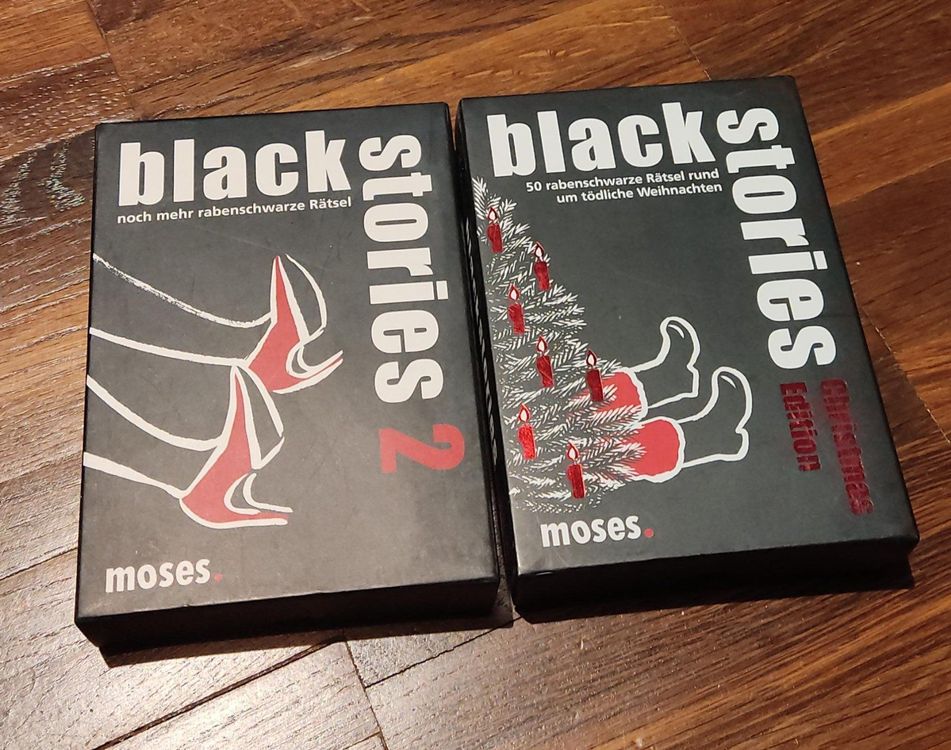 black
stories
noch mehr rabenschwarze Rätsel
2
moses.
black
stories
50 rabenschwarze Rätsel rund
um tödliche Weihnachten
Christmas
Edition
moses.